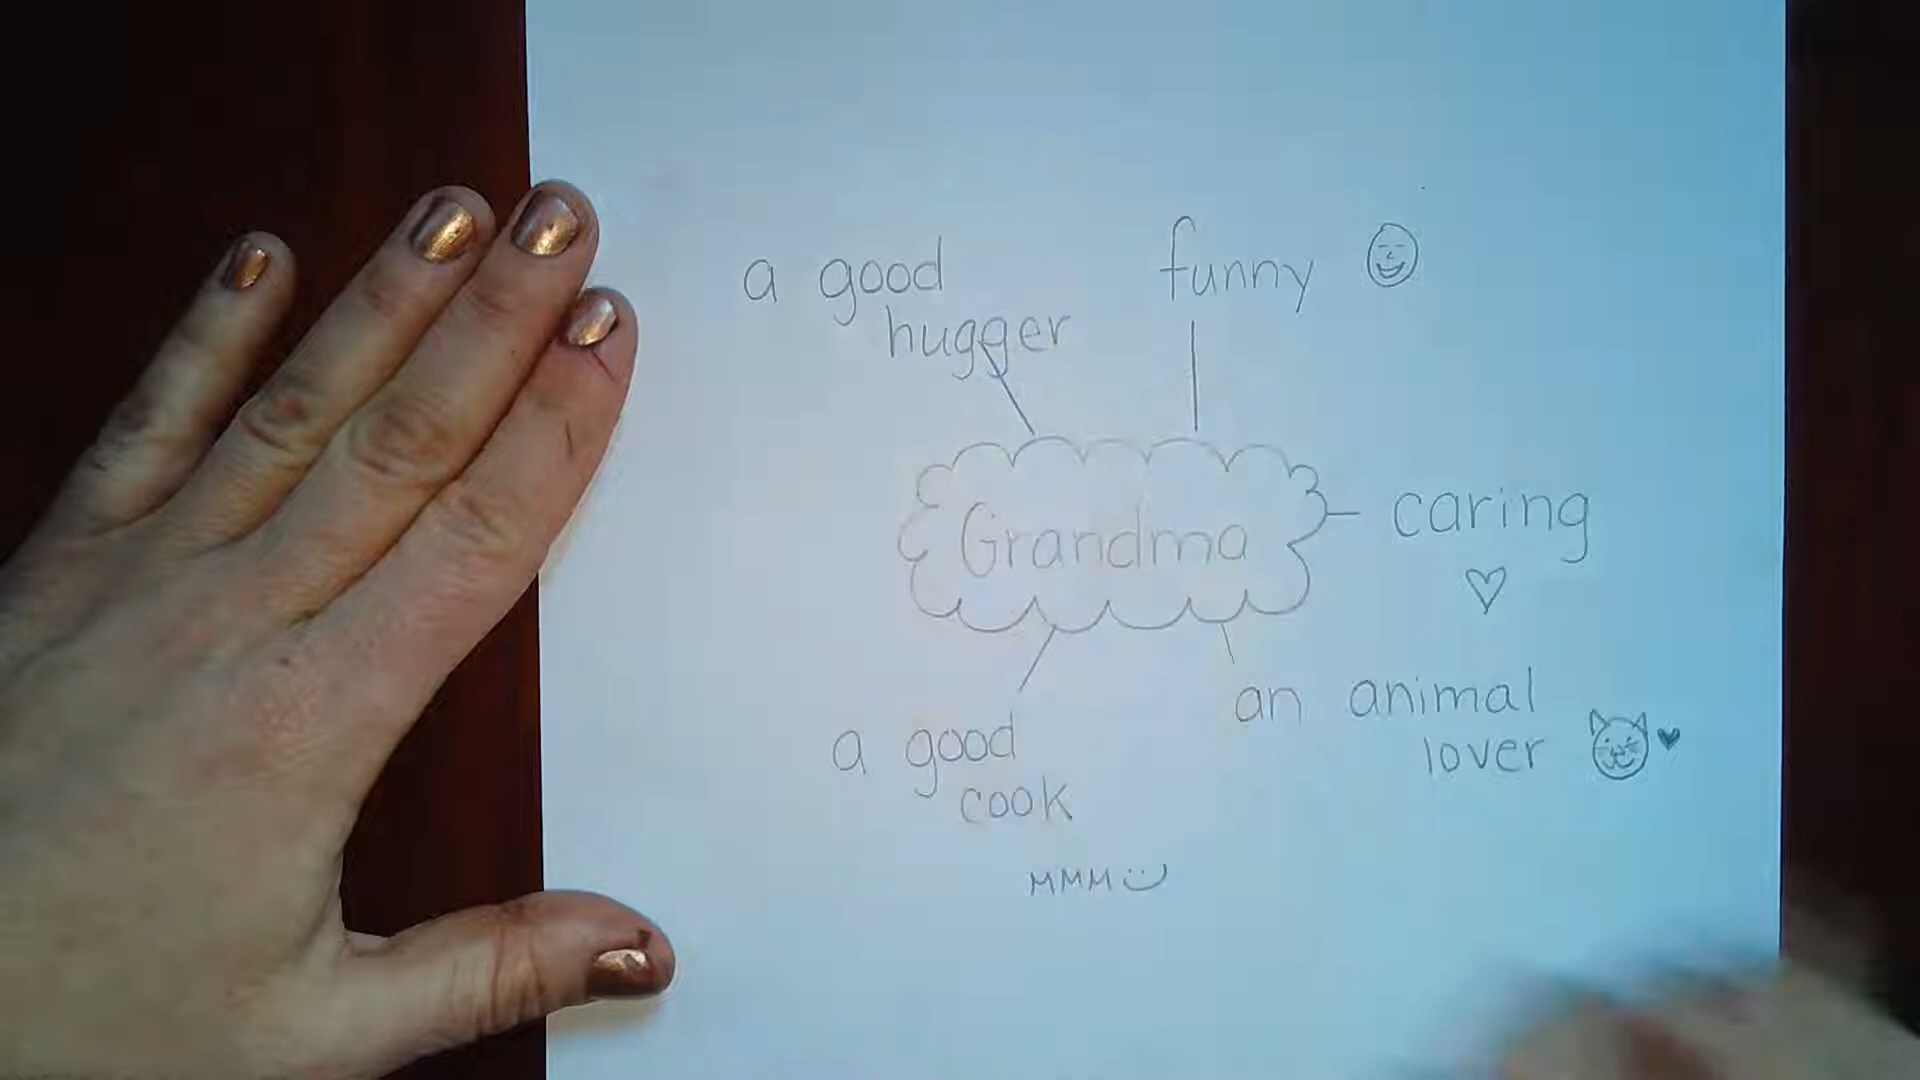 a good
hugger
funny
Grandma
caring
an animal
lover
a good
cook
MMM